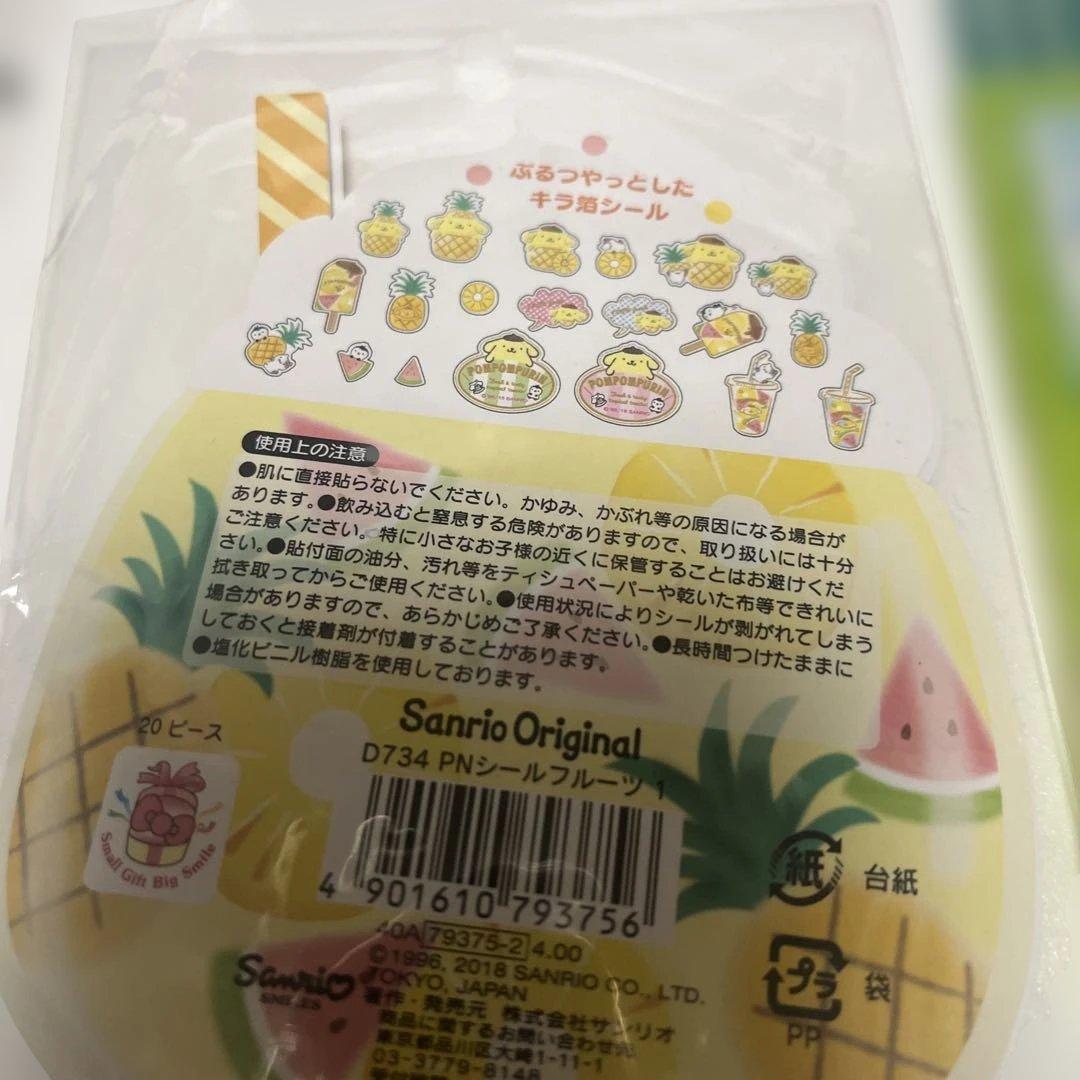 ぷるつやっとした
キラ箔シール
POMPOMPURIN
POMPOMPURIN
使用上の注意
●肌に直接貼らないでください。かゆみ、かぶれ等の原因になる場合が
あります。●飲み込むと窒息する危険がありますので、取り扱いには十分
ご注意ください。特に小さなお子様の近くに保管することはお避けくだ
さい。●貼付面の油分、汚れ等をティシュペーパーや乾いた布等できれいに
拭き取ってからご使用ください。●使用状況によりシールが剥がれてしまう
場合がありますので、あらかじめご了承ください。●長時間つけたままに
しておくと接着剤が付着することがあります。
●塩化ビニル樹脂を使用しております。
20 ピース
Small Gift Big Smile
Sanrio Original
D734 PNシールフルーツ 1
4 901610 793756
40A 79375-2 4.00
©1996, 2018 SANRIO CO., LTD.
TOKYO, JAPAN
著作・発売元 株式会社サンリオ
商品に関するお問い合わせ先
東京都品川区大崎1-11-1
03-3779-8148
Sanrio
SMILES
紙 台紙
プラ 袋
PP